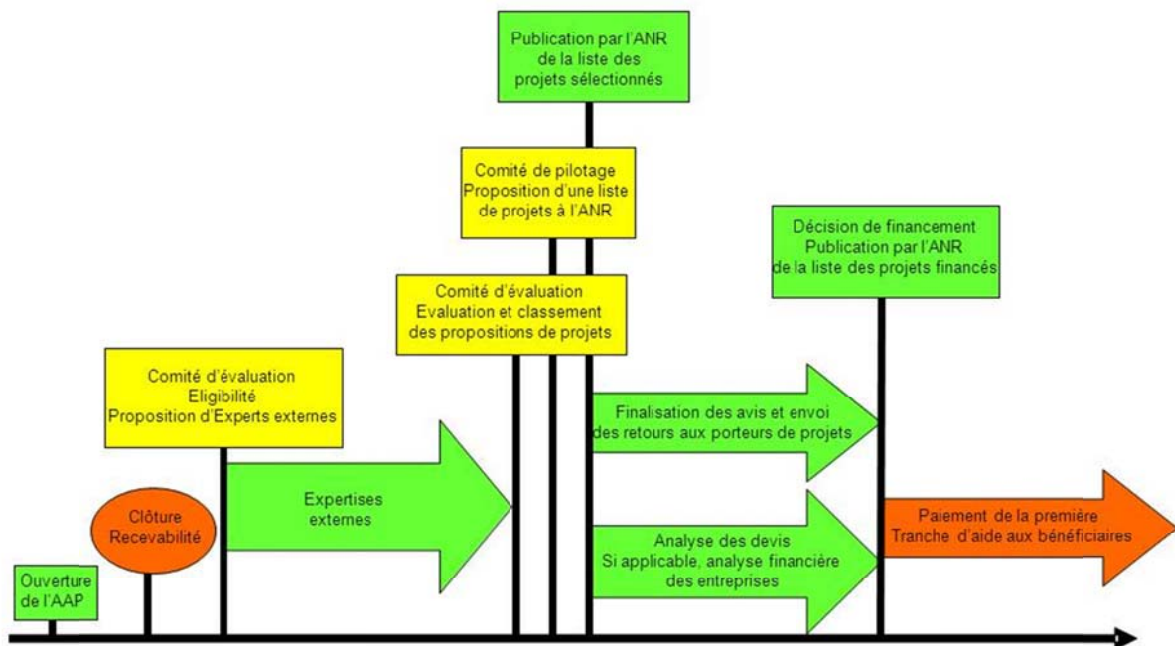 Publication par l'ANR
de la liste des
projets sélectionnés
Comité de pilotage
Proposition d'une liste
de projets à l'ANR
Décision de financement
Publication par l'ANR
de la liste des projets financés
Comité d'évaluation
Evaluation et classement
des propositions de projets
Comité d'évaluation
Eligibilité
Proposition d'Experts externes
Finalisation des avis et envoi
des retours aux porteurs de projets
Expertises
externes
Clôture
Recevabilité
Paiement de la première
Tranche d'aide aux bénéficiaires
Analyse des devis
Si applicable, analyse financière
des entreprises
Ouverture
de l'AAP